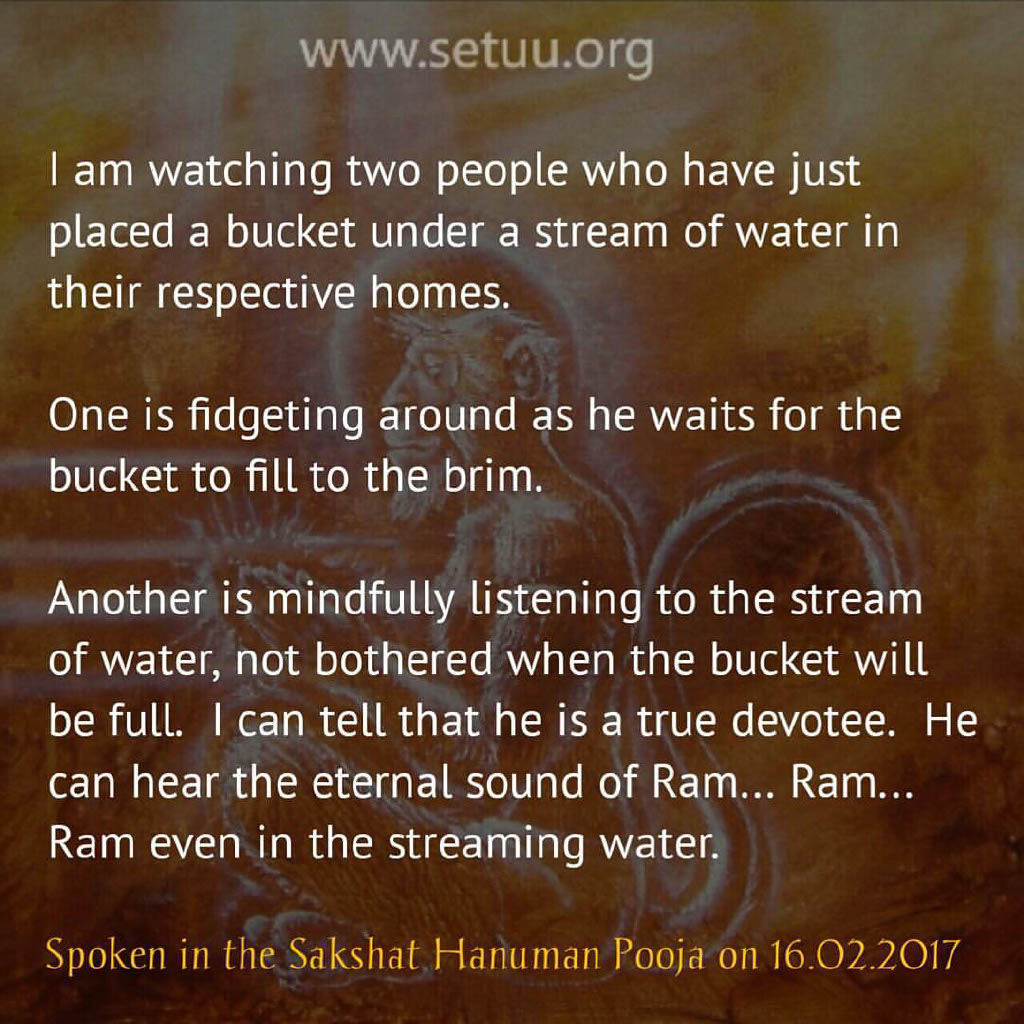 www.setuu.org
I am watching two people who have just
placed a bucket under a stream of water in
their respective homes.
One is fidgeting around as he waits for the
bucket to fill to the brim.
Another is mindfully listening to the stream
of water, not bothered when the bucket will
be full.  I can tell that he is a true devotee.  He
can hear the eternal sound of Ram... Ram...
Ram even in the streaming water.
Spoken in the Sakshat Hanuman Pooja on 16.02.2017